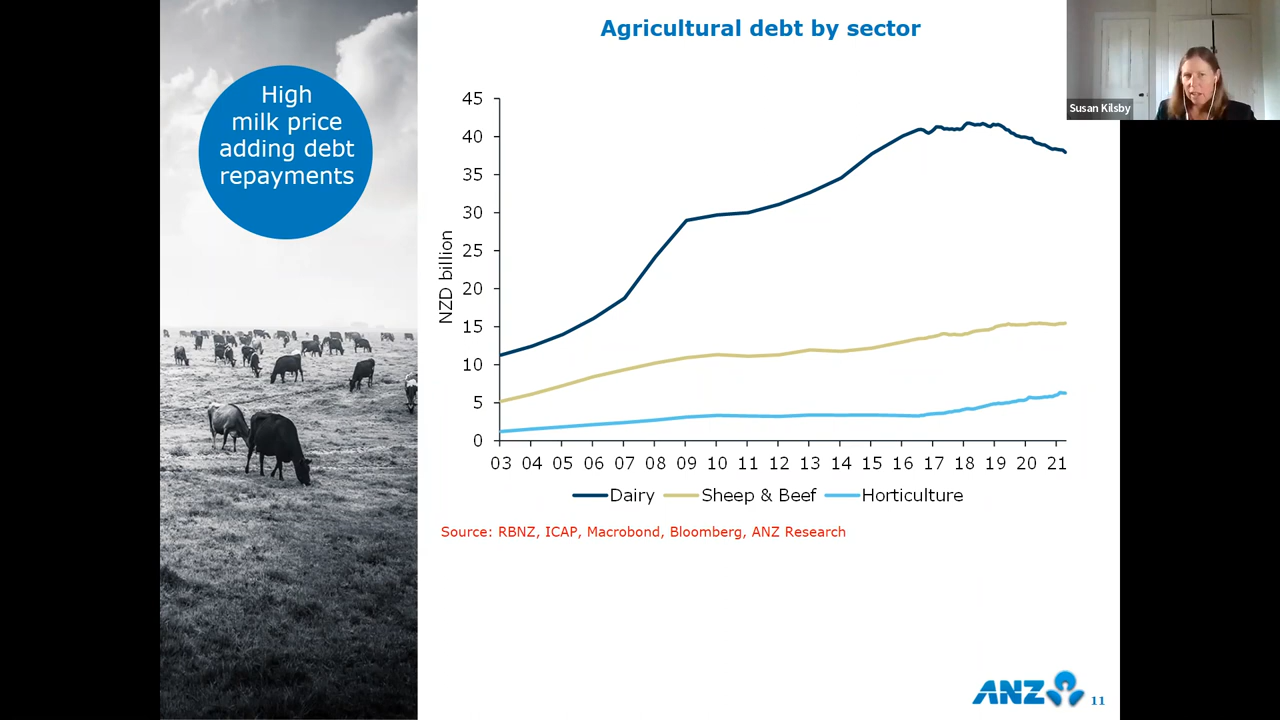 Agricultural debt by sector
High
milk price
adding debt
repayments
Susan Kilsby
NZD billion
45
40
35
30
25
20
15
10
5
0
03 04 05 06 07 08 09 10 11 12 13 14 15 16 17 18 19 20 21
Dairy Sheep & Beef Horticulture
Source: RBNZ, ICAP, Macrobond, Bloomberg, ANZ Research
ANZ 11